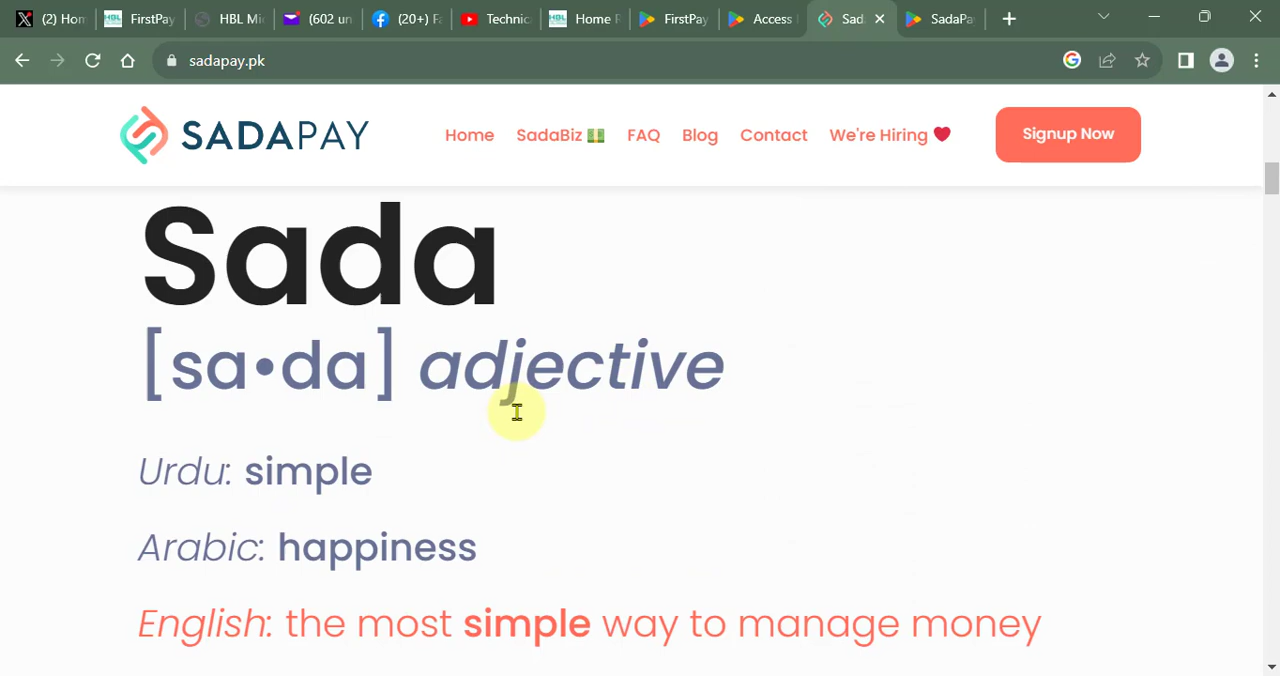 (2) Hom FirstPay HBL Mi (602 un (20+) Fa Technic Home R FirstPay Access Sad SadaPay
sadapay.pk
SADAPAY Home SadaBiz FAQ Blog Contact We're Hiring Signup Now
Sada
[sa•da] adjective
Urdu: simple
Arabic: happiness
English: the most simple way to manage money